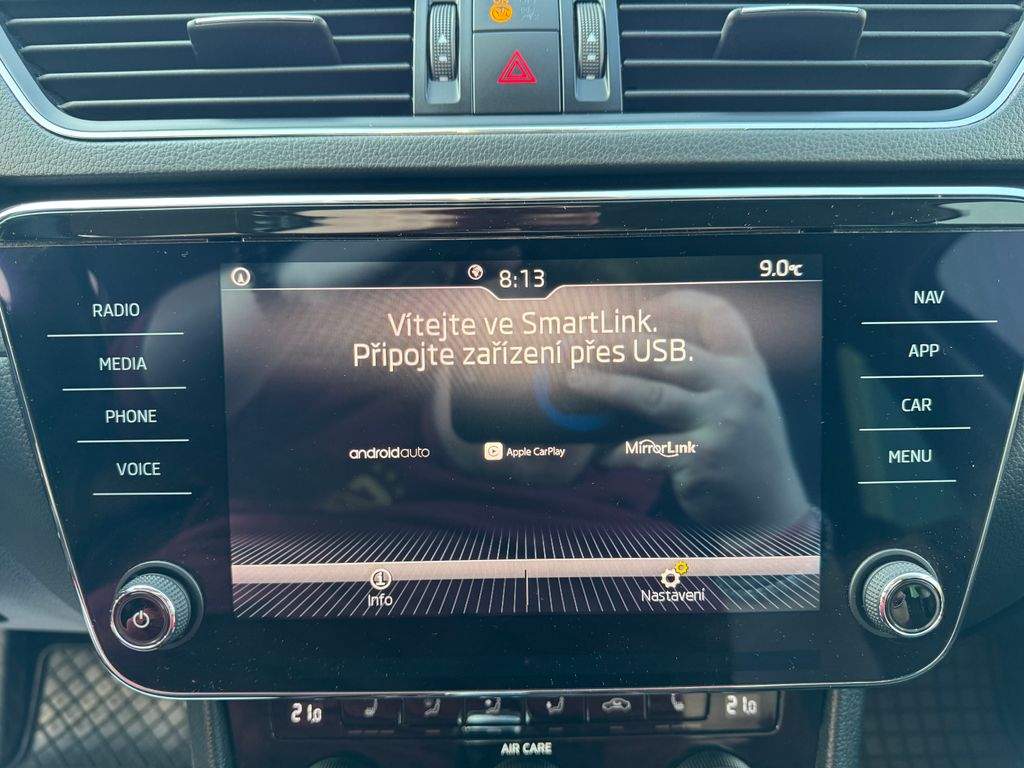 8:13
9.0°C
Vítejte ve SmartLink.
Připojte zařízení přes USB.
androidauto
Apple CarPlay
MirrorLink
Info
Nastavení
RADIO
MEDIA
PHONE
VOICE
NAV
APP
CAR
MENU
21.0
21.0
AIR CARE